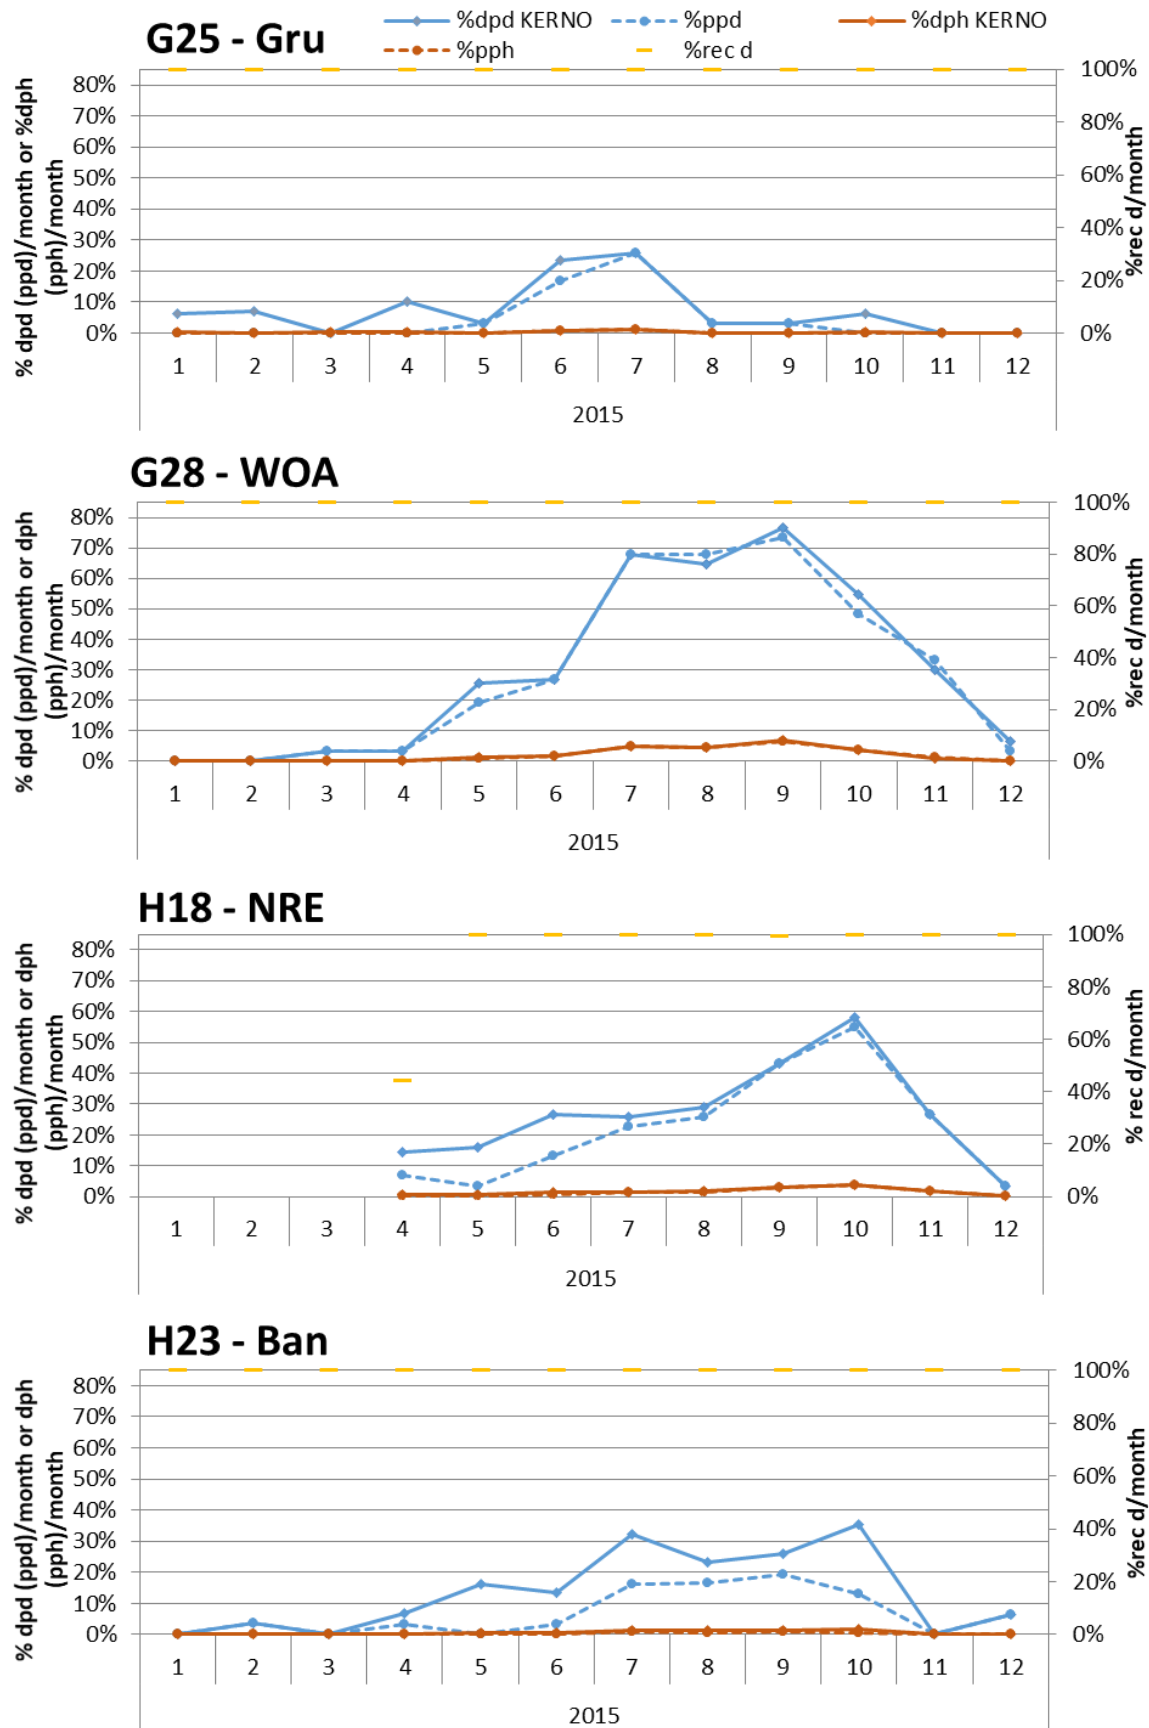 G25 - Gru
%dpd KERNO %ppd %dph KERNO
%pph %rec d
% dpd (ppd)/month or %dph
(pph)/month
80%
70%
60%
50%
40%
30%
20%
10%
0%
100%
80%
60%
40%
20%
0%
%rec d/month
1 2 3 4 5 6 7 8 9 10 11 12
2015
G28 - WOA
% dpd (ppd)/month or dph
(pph)/month
80%
70%
60%
50%
40%
30%
20%
10%
0%
100%
80%
60%
40%
20%
0%
%rec d/month
1 2 3 4 5 6 7 8 9 10 11 12
2015
H18 - NRE
% dpd (ppd)/month or dph
(pph)/month
80%
70%
60%
50%
40%
30%
20%
10%
0%
100%
80%
60%
40%
20%
0%
% rec d/month
1 2 3 4 5 6 7 8 9 10 11 12
2015
H23 - Ban
% dpd (ppd)/month or dph
(pph)/month
80%
70%
60%
50%
40%
30%
20%
10%
0%
100%
80%
60%
40%
20%
0%
%rec d/month
1 2 3 4 5 6 7 8 9 10 11 12
2015